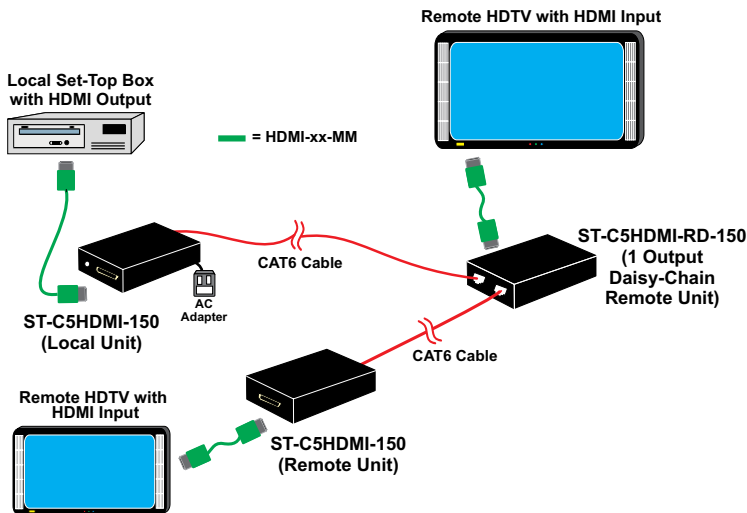 Remote HDTV with HDMI Input
Local Set-Top Box
with HDMI Output
= HDMI-xx-MM
ST-C5HDMI-RD-150
(1 Output
Daisy-Chain
Remote Unit)
CAT6 Cable
AC
Adapter
ST-C5HDMI-150
(Local Unit)
CAT6 Cable
Remote HDTV with
HDMI Input
ST-C5HDMI-150
(Remote Unit)